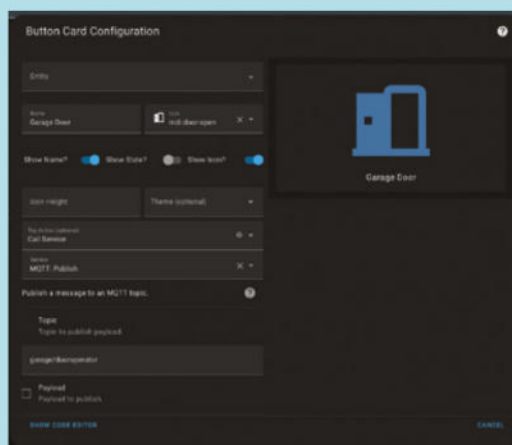 Button Card Configuration
Entity
Name
Garage Door
Icon
mdi:door-open
Show Name?
Show State?
Show Icon?
Icon Height
Theme (optional)
Tap Action (optional)
Call Service
Service
MQTT: Publish
Publish a message to an MQTT topic.
Topic
Topic to publish payload
garage/dooroperator
Payload
Payload to publish
SHOW CODE EDITOR
Garage Door
CANCEL